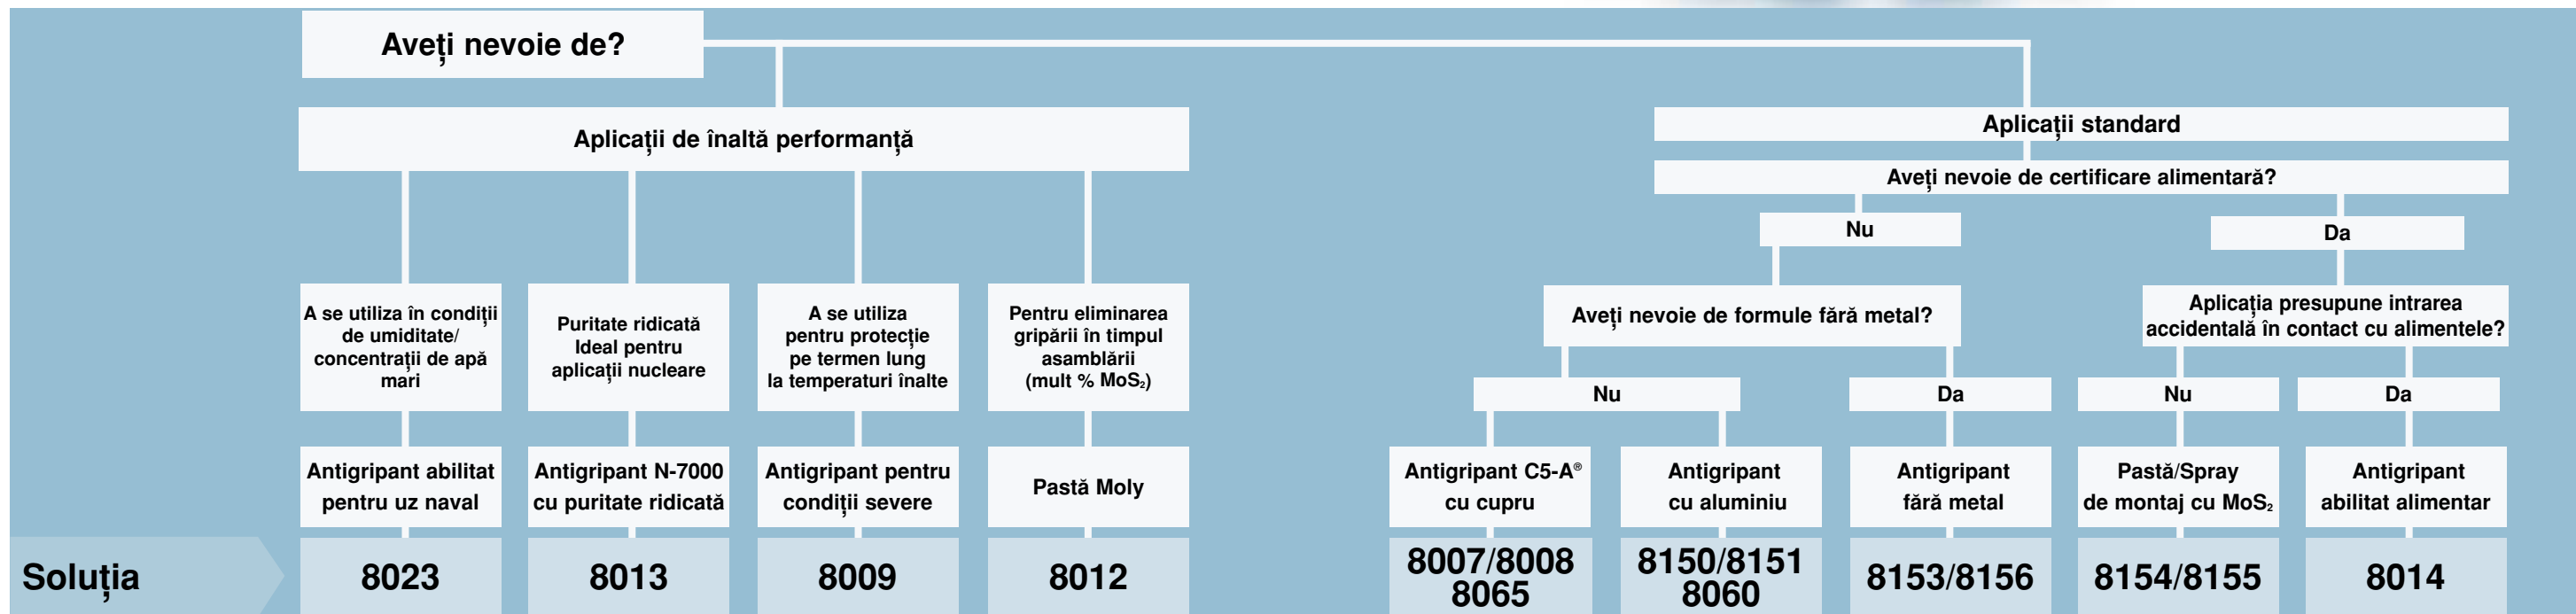 Aveți nevoie de?
Aplicații de înaltă performanță
Aplicații standard
Aveți nevoie de certificare alimentară?
Nu
Da
A se utiliza în condiții
de umiditate/
concentrații de apă
mari
Puritate ridicată
Ideal pentru
aplicații nucleare
A se utiliza
pentru protecție
pe termen lung
la temperaturi înalte
Pentru eliminarea
gripării în timpul
asamblării
(mult % MoS₂)
Aveți nevoie de formule fără metal?
Aplicația presupune intrarea
accidentală în contact cu alimentele?
Nu
Da
Nu
Da
Antigripant abilitat
pentru uz naval
Antigripant N-7000
cu puritate ridicată
Antigripant pentru
condiții severe
Pastă Moly
Antigripant C5-A®
cu cupru
Antigripant
cu aluminiu
Antigripant
fără metal
Pastă/Spray
de montaj cu MoS₂
Antigripant
abilitat alimentar
Soluția
8023
8013
8009
8012
8007/8008
8065
8150/8151
8060
8153/8156
8154/8155
8014